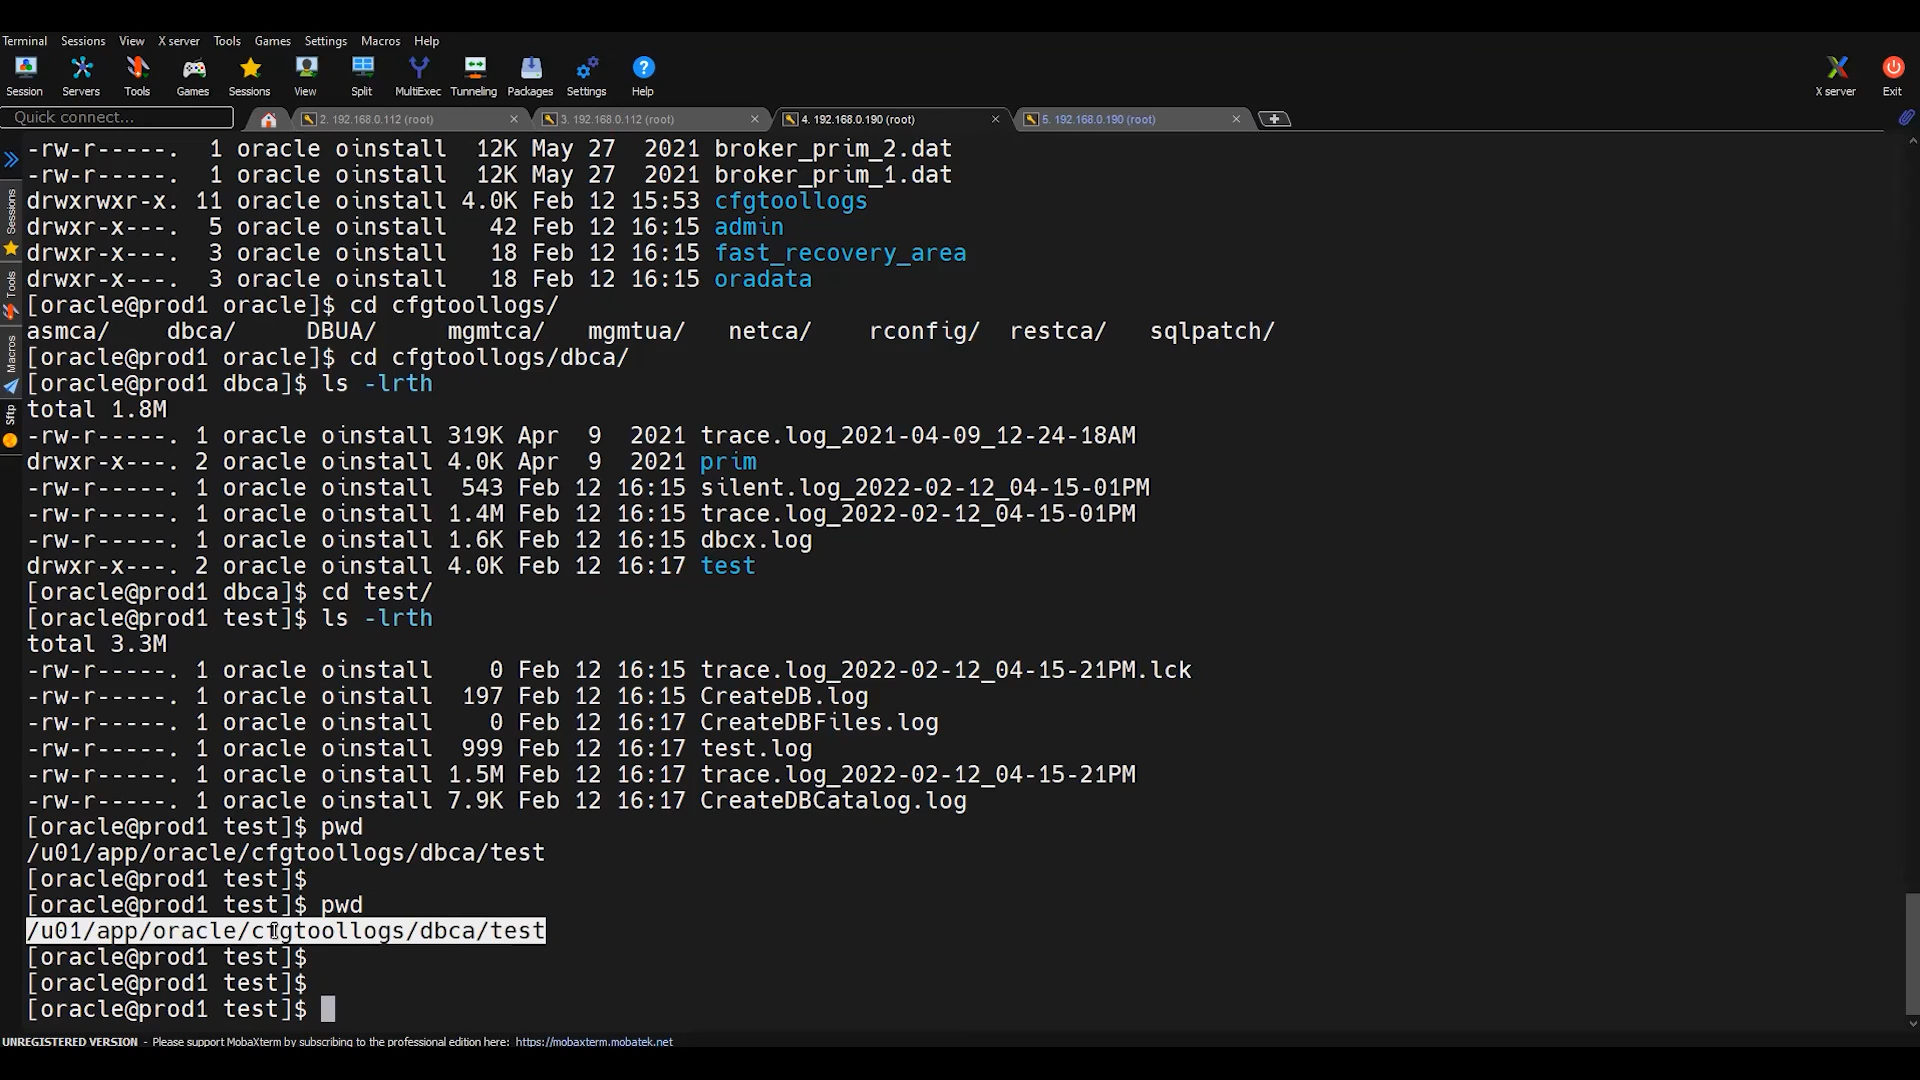 Terminal Sessions View X server Tools Games Settings Macros Help
Session Servers Tools Games Sessions View Split MultiExec Tunneling Packages Settings Help X server Exit
Quick connect... 2. 192.168.0.112 (root) 3. 192.168.0.112 (root) 4. 192.168.0.190 (root) 5. 192.168.0.190 (root)
Sessions
Tools
Macros
Sftp
-rw-r-----. 1 oracle oinstall 12K May 27 2021 broker_prim_2.dat
-rw-r-----. 1 oracle oinstall 12K May 27 2021 broker_prim_1.dat
drwxrwxr-x. 11 oracle oinstall 4.0K Feb 12 15:53 cfgtoollogs
drwxr-x---. 5 oracle oinstall 42 Feb 12 16:15 admin
drwxr-x---. 3 oracle oinstall 18 Feb 12 16:15 fast_recovery_area
drwxr-x---. 3 oracle oinstall 18 Feb 12 16:15 oradata
[oracle@prod1 oracle]$ cd cfgtoollogs/
asmca/ dbca/ DBUA/ mgmtca/ mgmtua/ netca/ rconfig/ restca/ sqlpatch/
[oracle@prod1 oracle]$ cd cfgtoollogs/dbca/
[oracle@prod1 dbca]$ ls -lrth
total 1.8M
-rw-r-----. 1 oracle oinstall 319K Apr 9 2021 trace.log_2021-04-09_12-24-18AM
drwxr-x---. 2 oracle oinstall 4.0K Apr 9 2021 prim
-rw-r-----. 1 oracle oinstall 543 Feb 12 16:15 silent.log_2022-02-12_04-15-01PM
-rw-r-----. 1 oracle oinstall 1.4M Feb 12 16:15 trace.log_2022-02-12_04-15-01PM
-rw-r-----. 1 oracle oinstall 1.6K Feb 12 16:15 dbcx.log
drwxr-x---. 2 oracle oinstall 4.0K Feb 12 16:17 test
[oracle@prod1 dbca]$ cd test/
[oracle@prod1 test]$ ls -lrth
total 3.3M
-rw-r-----. 1 oracle oinstall 0 Feb 12 16:15 trace.log_2022-02-12_04-15-21PM.lck
-rw-r-----. 1 oracle oinstall 197 Feb 12 16:15 CreateDB.log
-rw-r-----. 1 oracle oinstall 0 Feb 12 16:17 CreateDBFiles.log
-rw-r-----. 1 oracle oinstall 999 Feb 12 16:17 test.log
-rw-r-----. 1 oracle oinstall 1.5M Feb 12 16:17 trace.log_2022-02-12_04-15-21PM
-rw-r-----. 1 oracle oinstall 7.9K Feb 12 16:17 CreateDBCatalog.log
[oracle@prod1 test]$ pwd
/u01/app/oracle/cfgtoollogs/dbca/test
[oracle@prod1 test]$
[oracle@prod1 test]$ pwd
/u01/app/oracle/cfgtoollogs/dbca/test
[oracle@prod1 test]$
[oracle@prod1 test]$
[oracle@prod1 test]$
UNREGISTERED VERSION - Please support MobaXterm by subscribing to the professional edition here: https://mobaxterm.mobatek.net